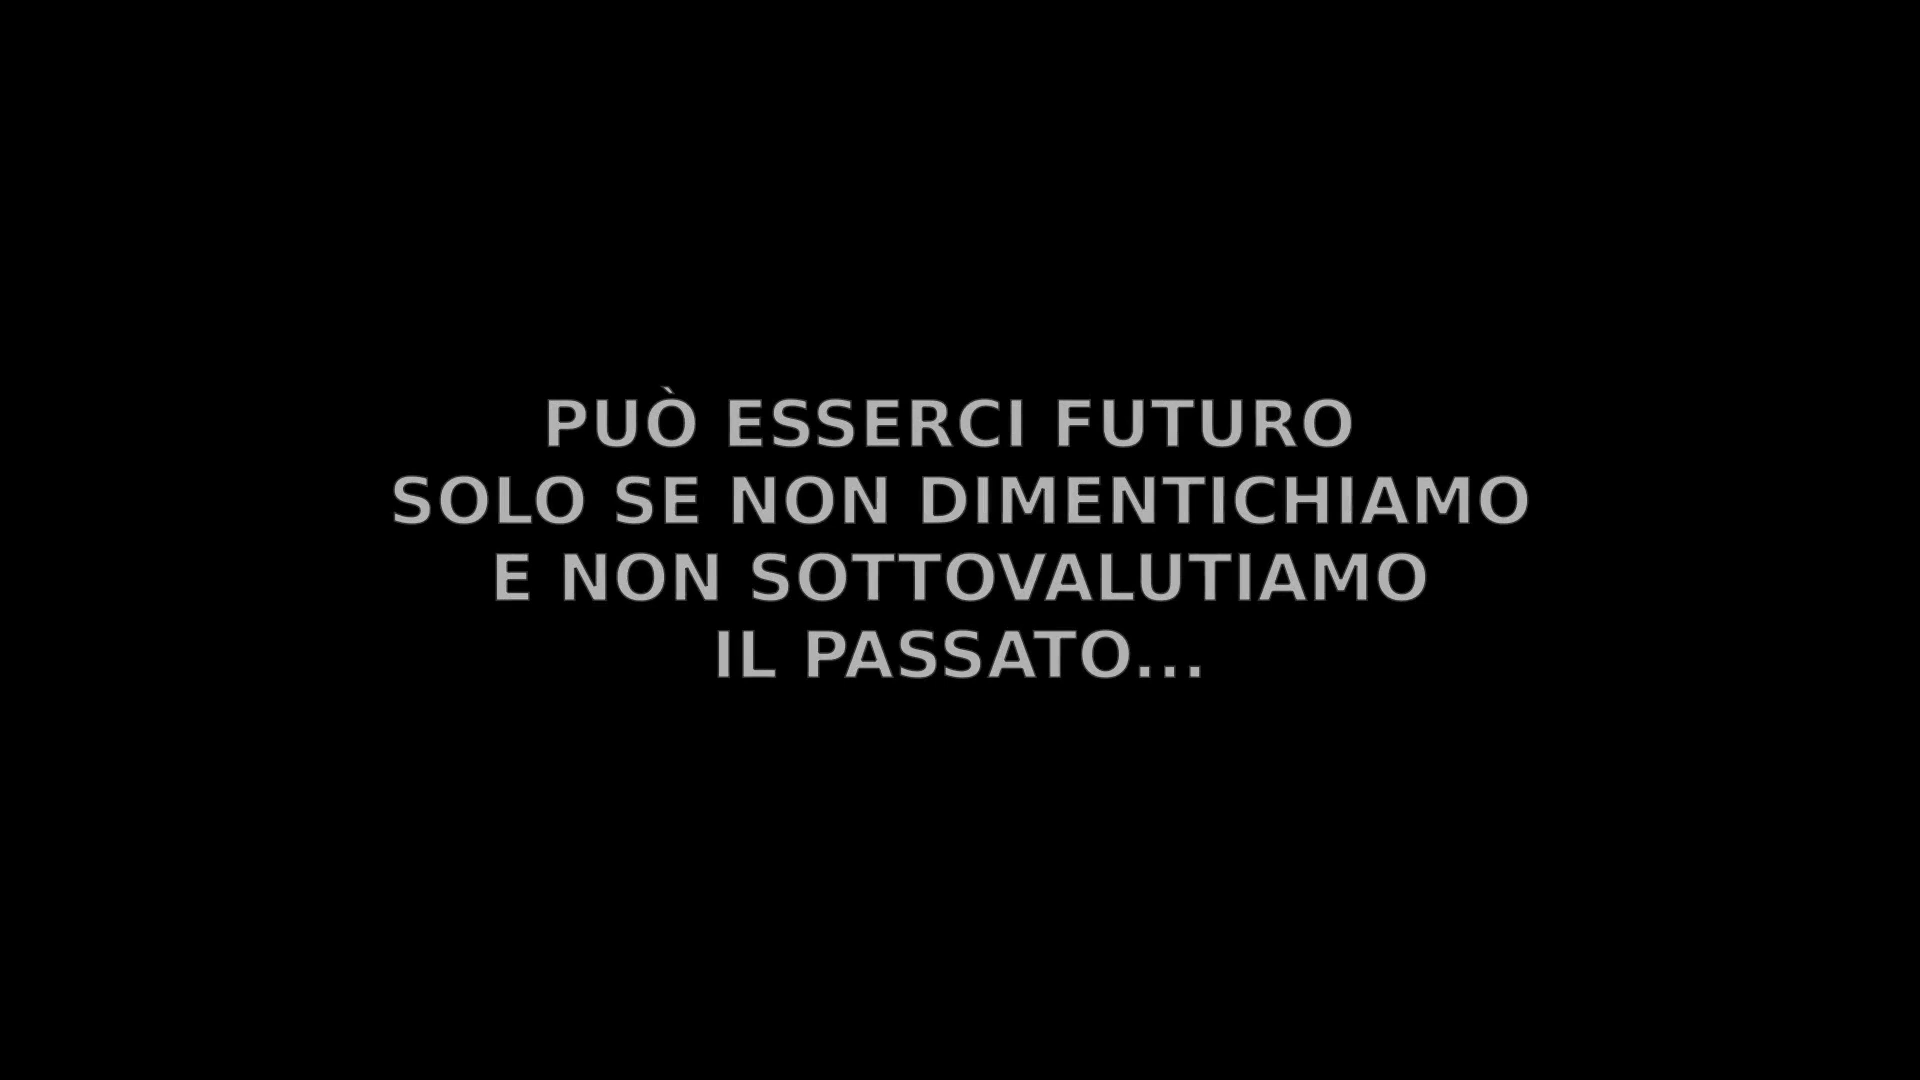 PUÒ ESSERCI FUTURO
SOLO SE NON DIMENTICHIAMO
E NON SOTTOVALUTIAMO
IL PASSATO...